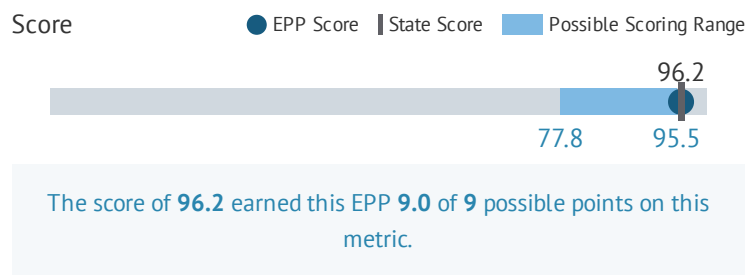 Score EPP Score State Score Possible Scoring Range
96.2
77.8 95.5
The score of 96.2 earned this EPP 9.0 of 9 possible points on this
metric.